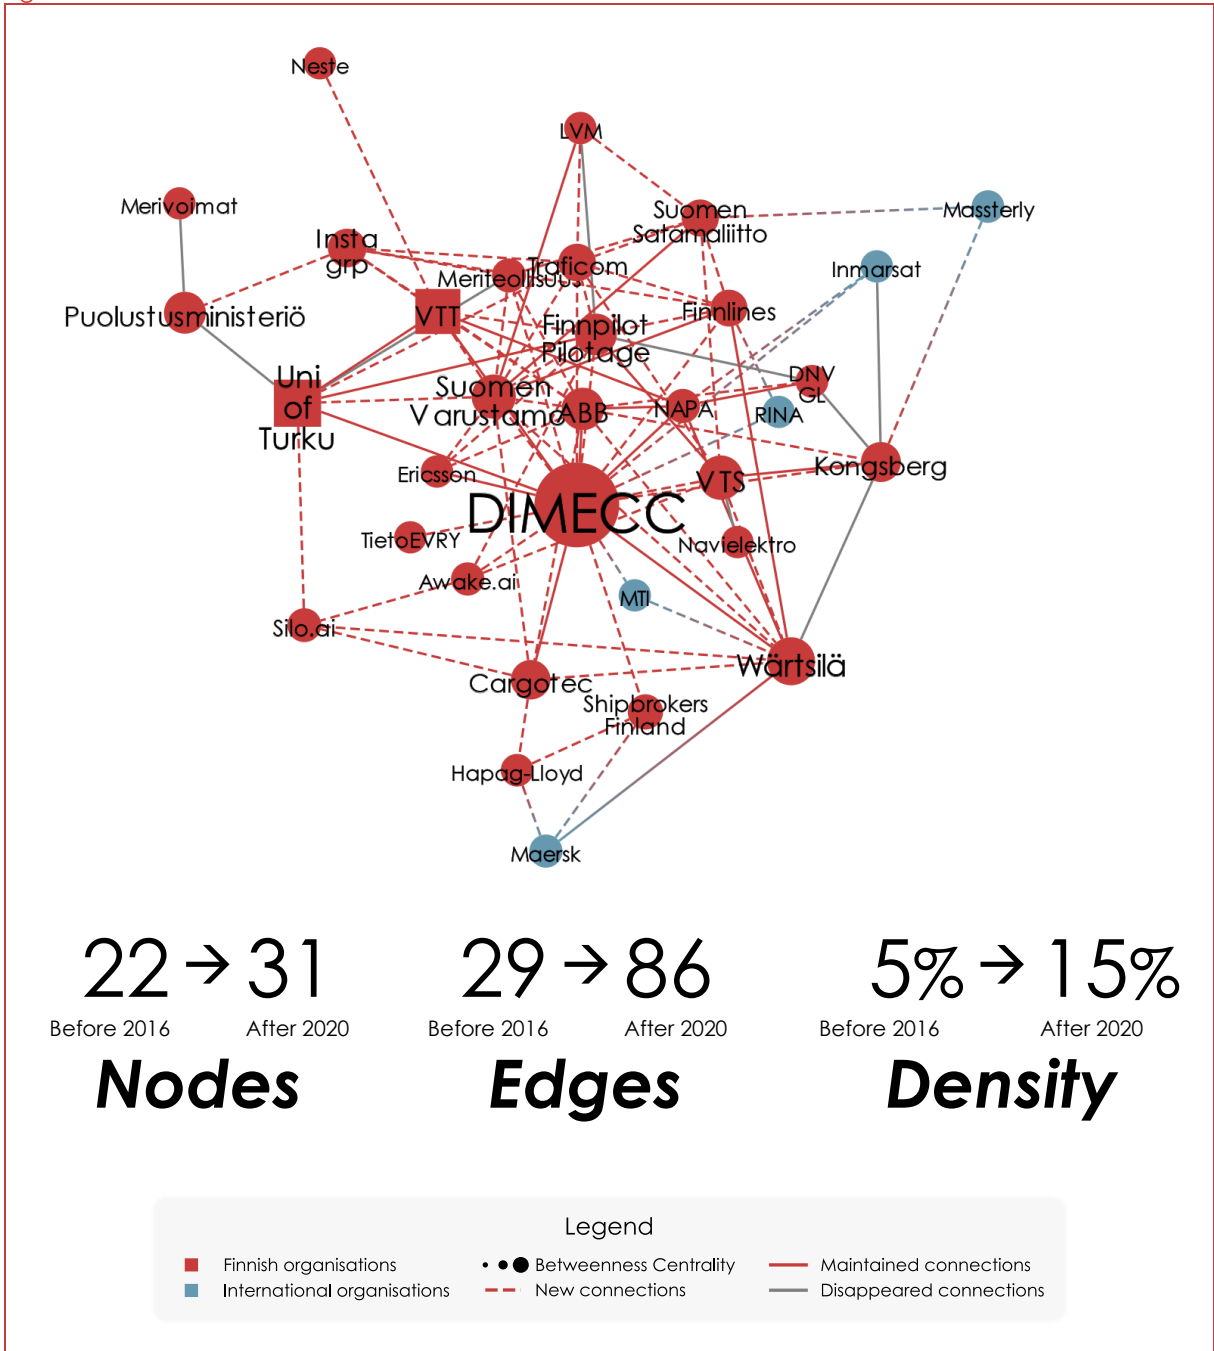 Neste
LVM
Merivoimat
Suomen
Satamaliitto
Massterly
Insta
grp
Traficom
Meriteollisuus
Inmarsat
Puolustusministeriö
VTT
Finnpilot
Pilotage
Finnlines
Uni
of
Turku
Suomen
Varustamo
ABB
NAPA
DNV
GL
RINA
Ericsson
Kongsberg
VTS
DIMECC
TietoEVRY
Navielektro
Awake.ai
MTI
Silo.ai
Cargotec
Wärtsilä
Shipbrokers
Finland
Hapag-Lloyd
Maersk
22 → 31
Before 2016 After 2020
Nodes
29 → 86
Before 2016 After 2020
Edges
5% → 15%
Before 2016 After 2020
Density
Legend
Finnish organisations
International organisations
Betweenness Centrality
New connections
Maintained connections
Disappeared connections